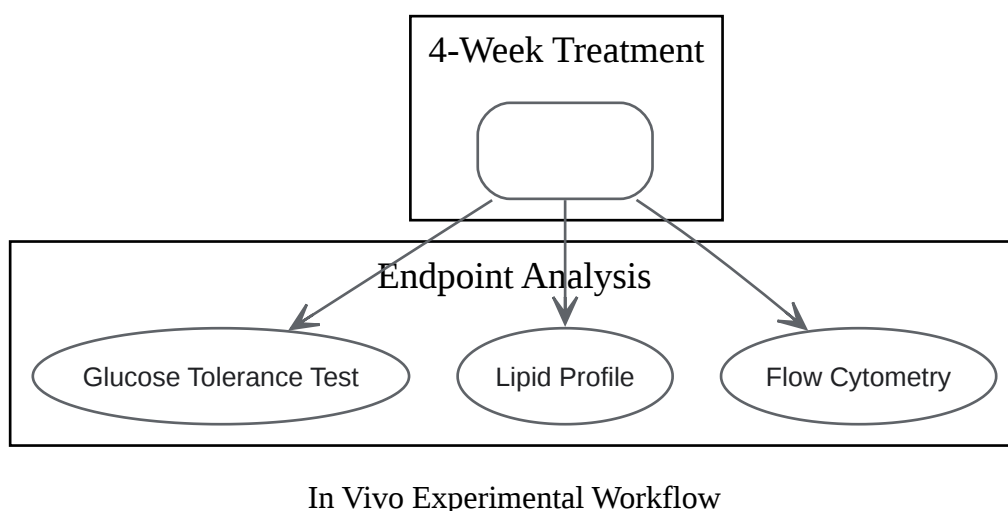 4-Week Treatment
Endpoint Analysis
Glucose Tolerance Test
Lipid Profile
Flow Cytometry
In Vivo Experimental Workflow